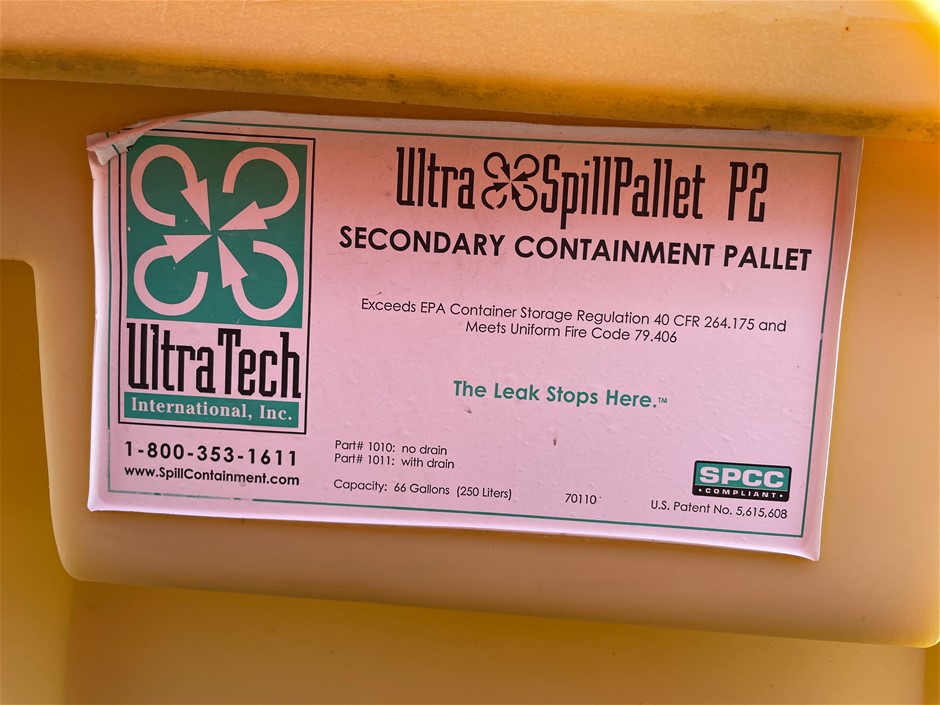 Ultra SpillPallet P2
SECONDARY CONTAINMENT PALLET
Exceeds EPA Container Storage Regulation 40 CFR 264.175 and
Meets Uniform Fire Code 79.406
The Leak Stops Here.™
UltraTech
International, Inc.
1-800-353-1611
www.SpillContainment.com
Part# 1010: no drain
Part# 1011: with drain
Capacity: 66 Gallons (250 Liters)
70110
SPCC
• COMPLIANT •
U.S. Patent No. 5,615,608